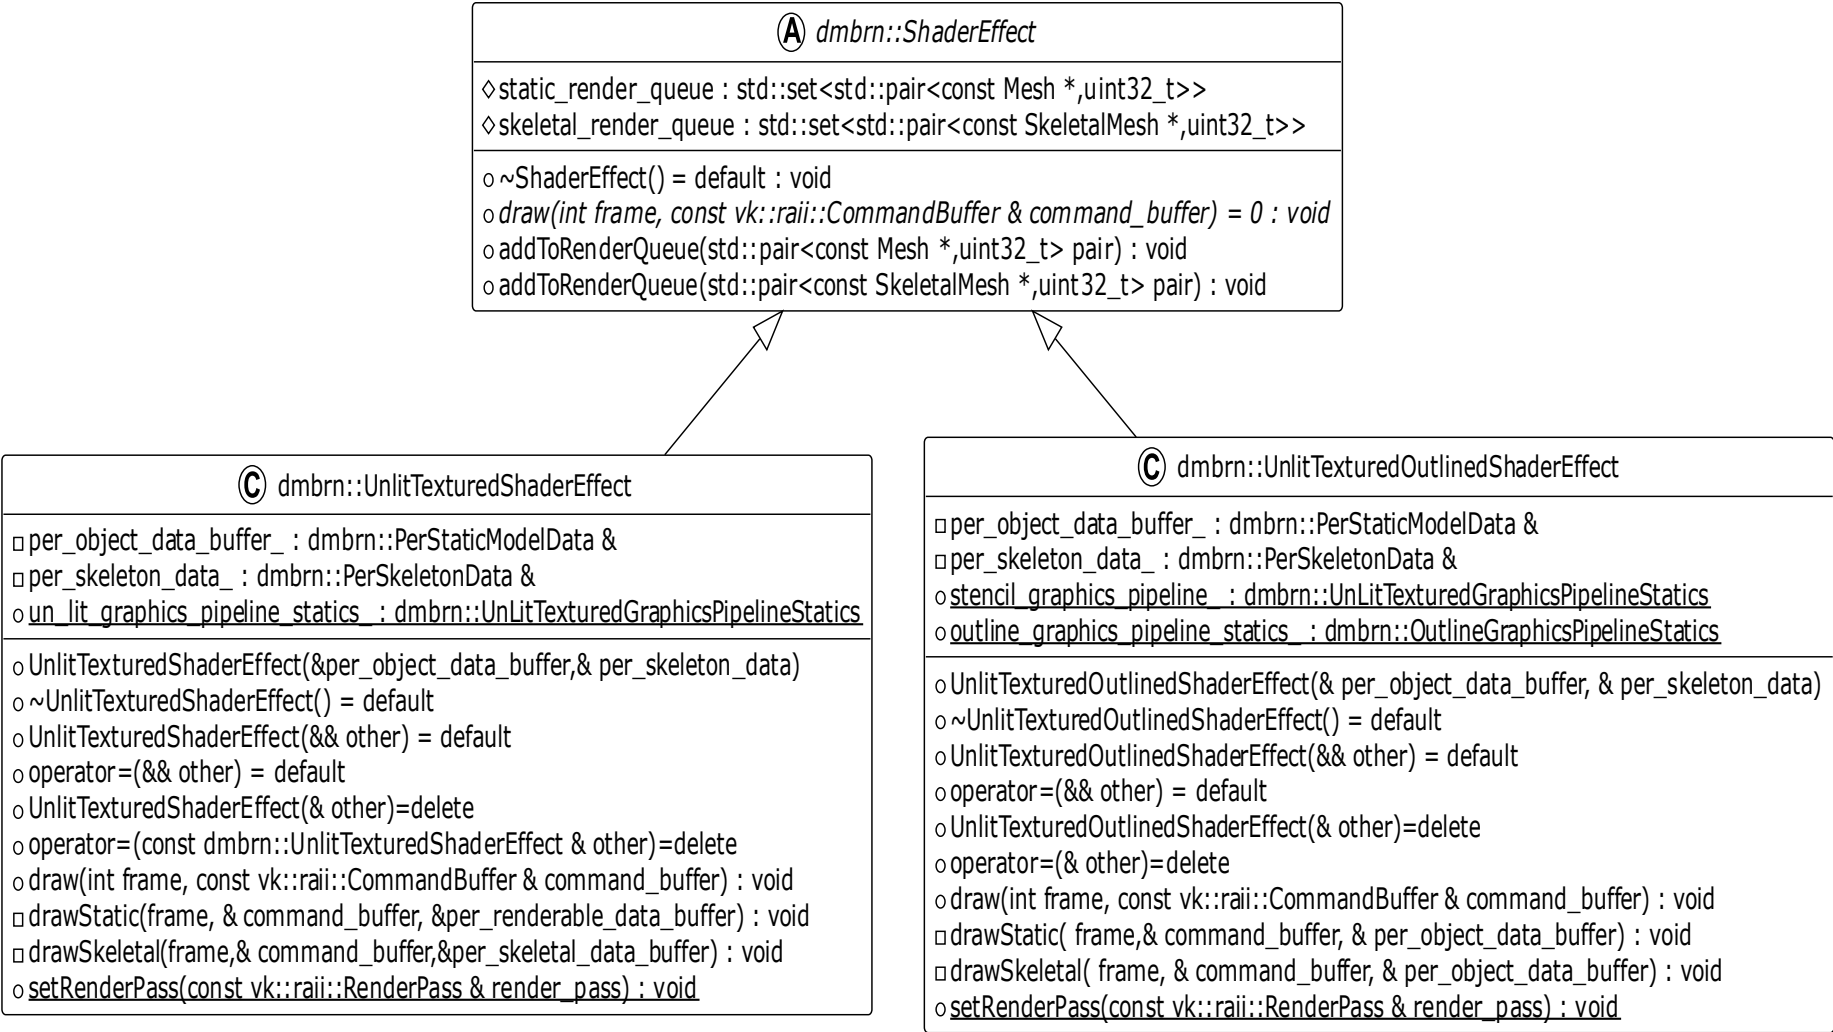 A dmbrn::ShaderEffect
static_render_queue : std::set<std::pair<const Mesh *,uint32_t>>
skeletal_render_queue : std::set<std::pair<const SkeletalMesh *,uint32_t>>
~ShaderEffect() = default : void
draw(int frame, const vk::raii::CommandBuffer & command_buffer) = 0 : void
addToRenderQueue(std::pair<const Mesh *,uint32_t> pair) : void
addToRenderQueue(std::pair<const SkeletalMesh *,uint32_t> pair) : void
C dmbrn::UnlitTexturedShaderEffect
per_object_data_buffer_ : dmbrn::PerStaticModelData &
per_skeleton_data_ : dmbrn::PerSkeletonData &
un_lit_graphics_pipeline_statics_ : dmbrn::UnLitTexturedGraphicsPipelineStatics
UnlitTexturedShaderEffect(&per_object_data_buffer,& per_skeleton_data)
~UnlitTexturedShaderEffect() = default
UnlitTexturedShaderEffect(&& other) = default
operator=(&& other) = default
UnlitTexturedShaderEffect(& other)=delete
operator=(const dmbrn::UnlitTexturedShaderEffect & other)=delete
draw(int frame, const vk::raii::CommandBuffer & command_buffer) : void
drawStatic(frame, & command_buffer, &per_renderable_data_buffer) : void
drawSkeletal(frame,& command_buffer,&per_skeletal_data_buffer) : void
setRenderPass(const vk::raii::RenderPass & render_pass) : void
C dmbrn::UnlitTexturedOutlinedShaderEffect
per_object_data_buffer_ : dmbrn::PerStaticModelData &
per_skeleton_data_ : dmbrn::PerSkeletonData &
stencil_graphics_pipeline_ : dmbrn::UnLitTexturedGraphicsPipelineStatics
outline_graphics_pipeline_statics_ : dmbrn::OutlineGraphicsPipelineStatics
UnlitTexturedOutlinedShaderEffect(& per_object_data_buffer, & per_skeleton_data)
~UnlitTexturedOutlinedShaderEffect() = default
UnlitTexturedOutlinedShaderEffect(&& other) = default
operator=(&& other) = default
UnlitTexturedOutlinedShaderEffect(& other)=delete
operator=(& other)=delete
draw(int frame, const vk::raii::CommandBuffer & command_buffer) : void
drawStatic( frame,& command_buffer, & per_object_data_buffer) : void
drawSkeletal( frame, & command_buffer, & per_object_data_buffer) : void
setRenderPass(const vk::raii::RenderPass & render_pass) : void